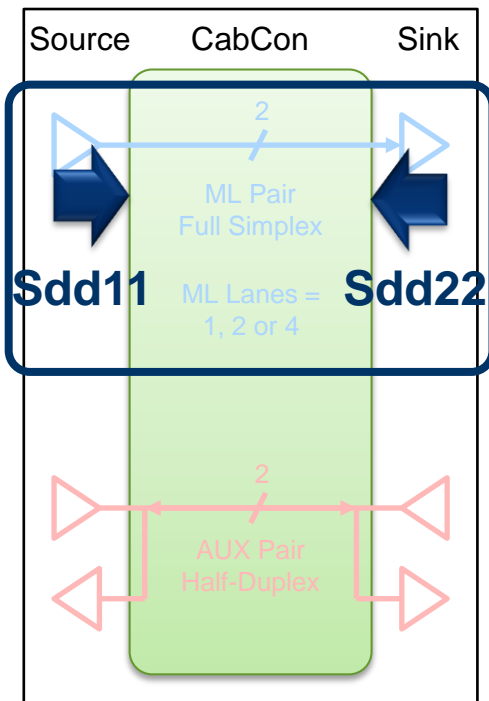 Source CabCon Sink
2
ML Pair
Full Simplex
Sdd11 Sdd22
ML Lanes =
1, 2 or 4
2
AUX Pair
Half-Duplex